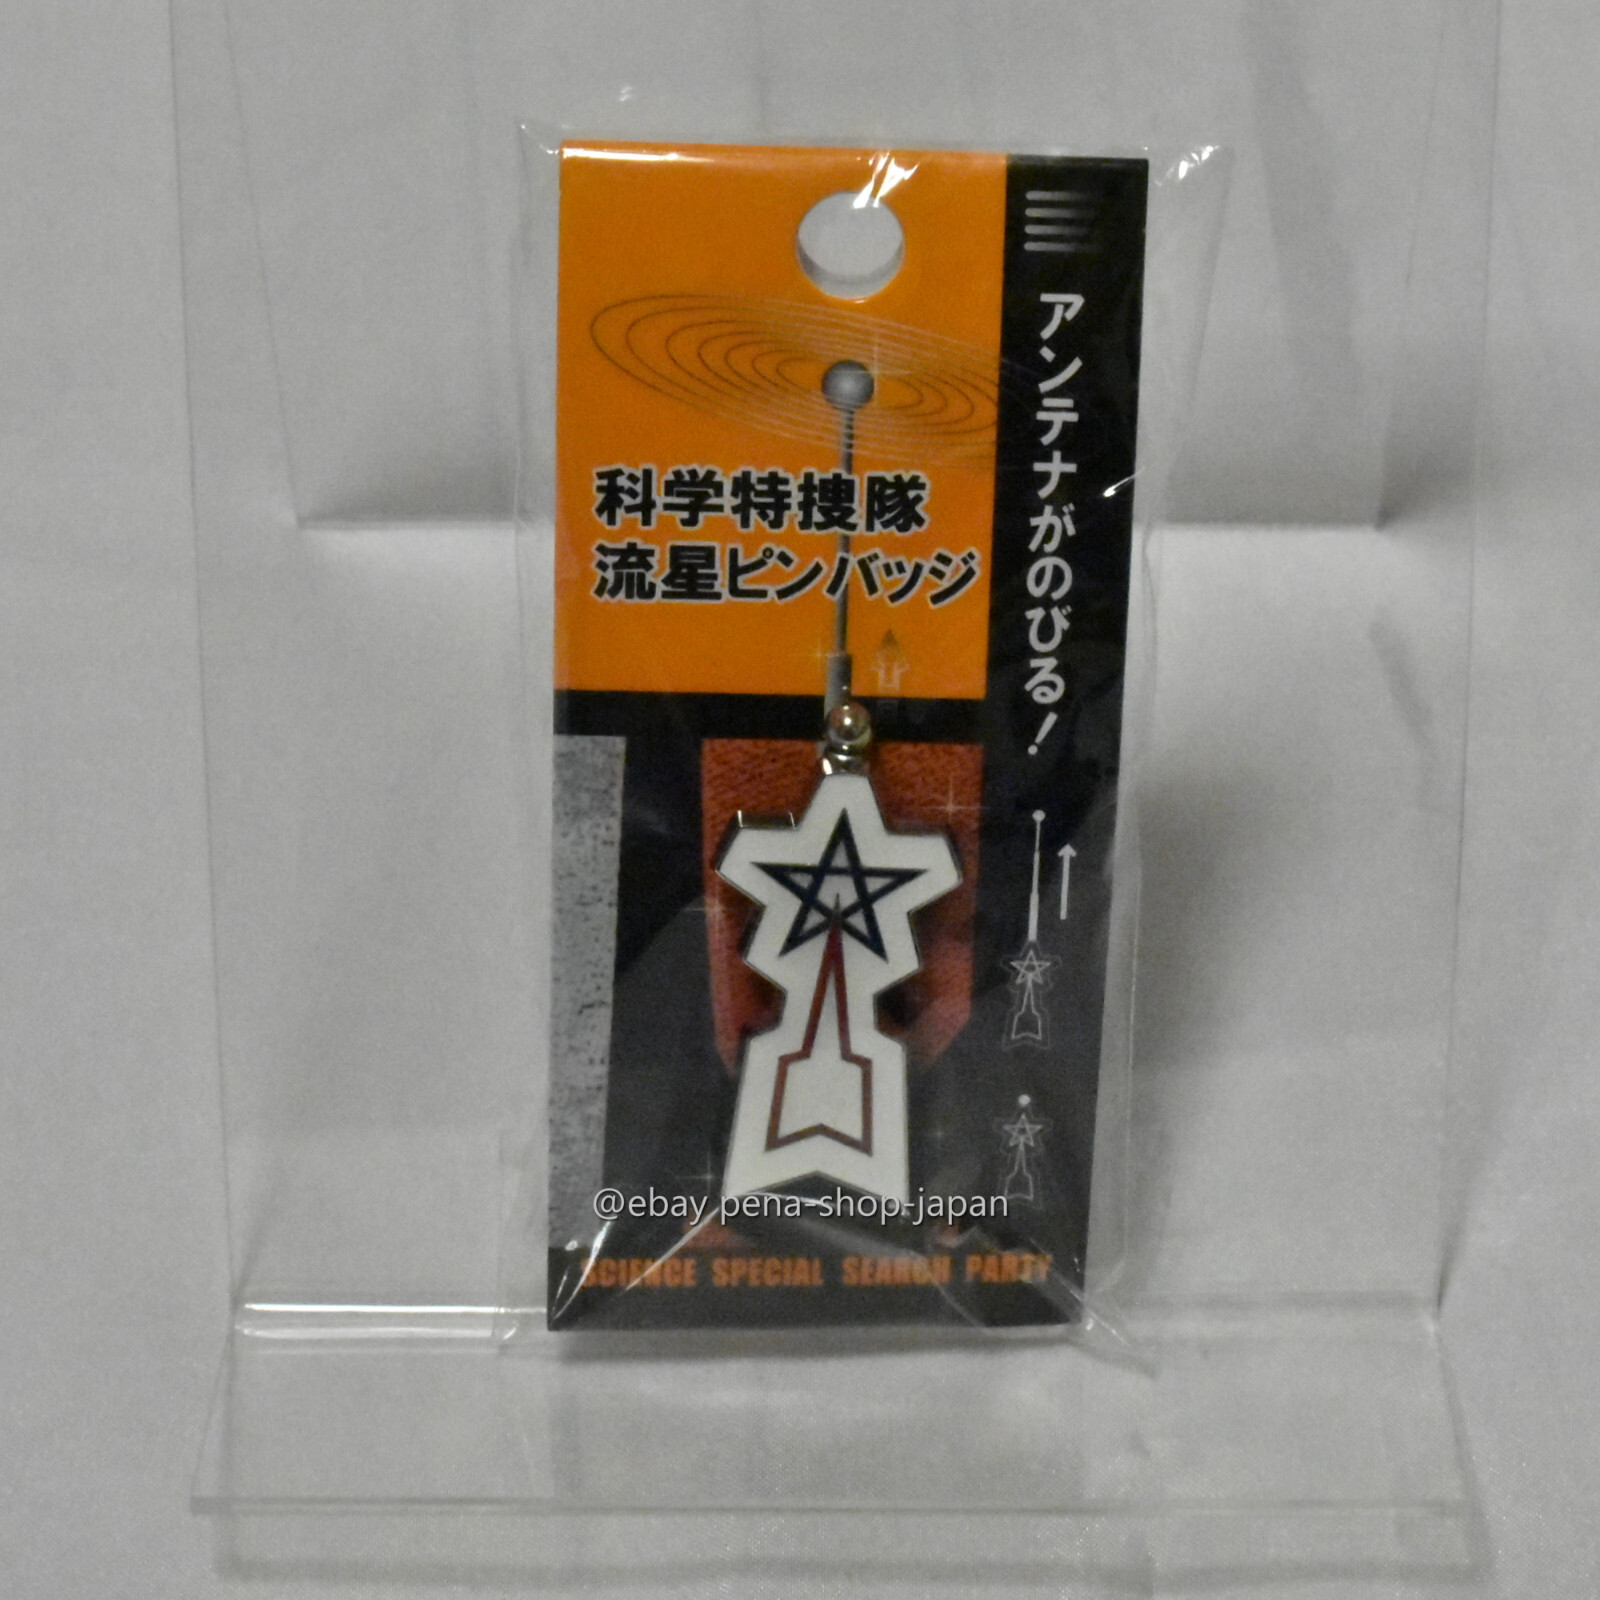 科学特捜隊
流星ピンバッジ
アンテナがのびる！
@ebay pena-shop-japan
SCIENCE SPECIAL SEARCH PARTY